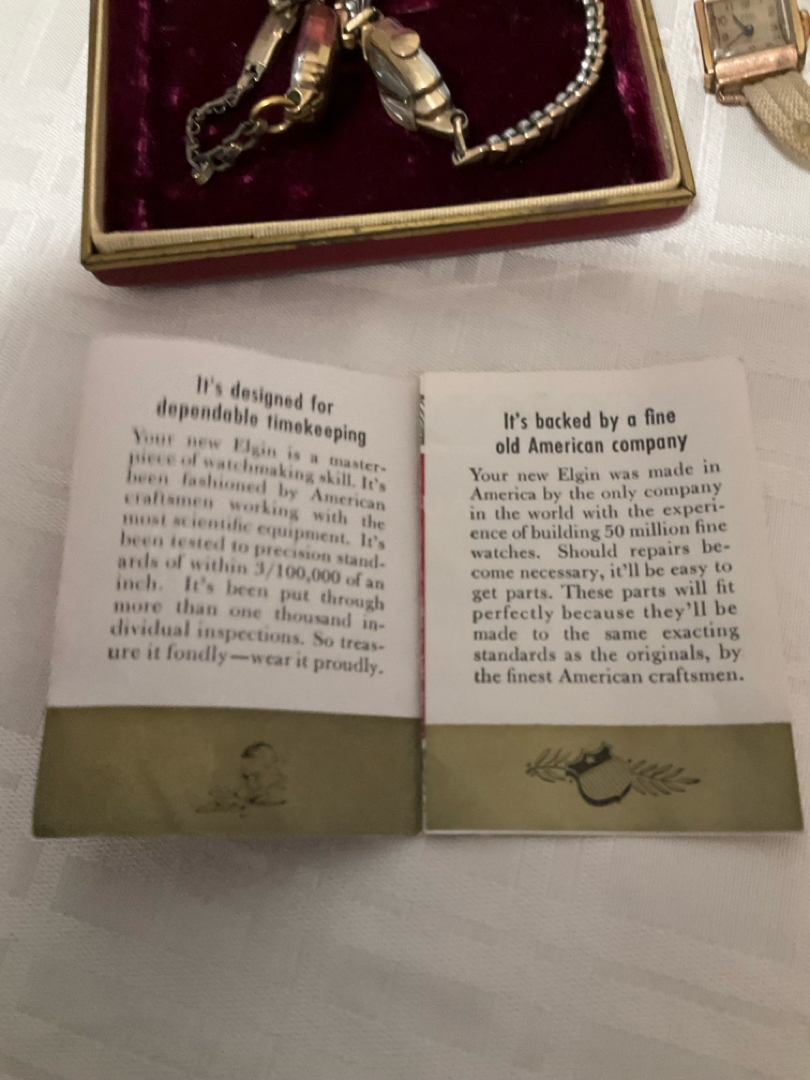 It's designed for
dependable timekeeping
Your new Elgin is a master-
piece of watchmaking skill. It's
been fashioned by American
craftsmen working with the
most scientific equipment. It's
been tested to precision stand-
ards of within 3/100,000 of an
inch. It's been put through
more than one thousand in-
dividual inspections. So treas-
ure it fondly—wear it proudly.
It's backed by a fine
old American company
Your new Elgin was made in
America by the only company
in the world with the experi-
ence of building 50 million fine
watches. Should repairs be-
come necessary, it'll be easy to
get parts. These parts will fit
perfectly because they'll be
made to the same exacting
standards as the originals, by
the finest American craftsmen.